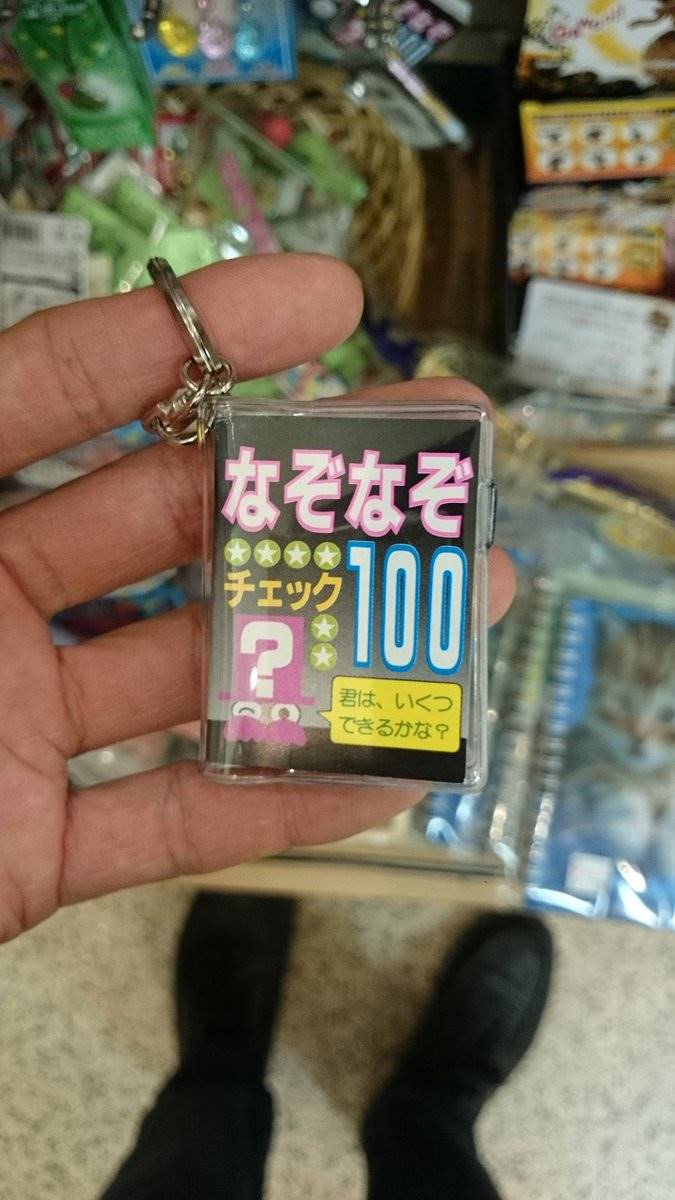 なぞなぞ
チェック
100
?
君は、いくつ
できるかな？